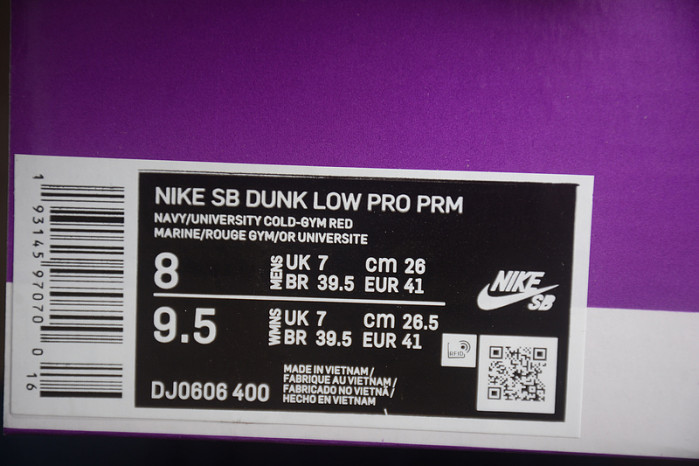 NIKE SB DUNK LOW PRO PRM
NAVY/UNIVERSITY COLD-GYM RED
MARINE/ROUGE GYM/OR UNIVERSITE
8 MENS UK 7 cm 26
BR 39.5 EUR 41
9.5 WMNS UK 7 cm 26.5
BR 39.5 EUR 41
NIKE
SB
RFID
DJ0606 400
MADE IN VIETNAM/
FABRIQUE AU VIETNAM/
FABRICADO NO VIETNÃ/
HECHO EN VIETNAM
1 93145 97070 0 16